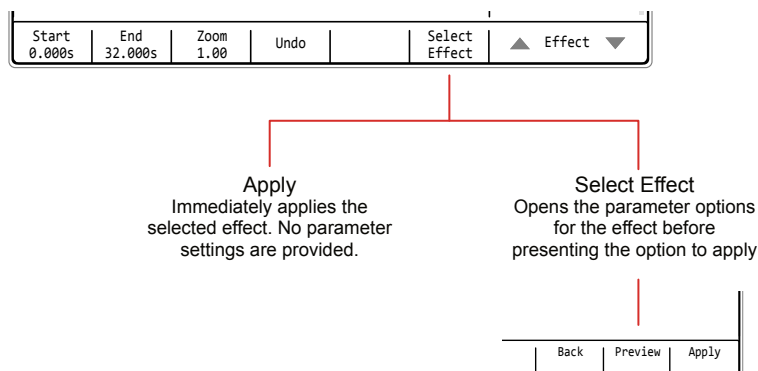 Start End Zoom Undo Select Effect
0.000s 32.000s 1.00 Effect
Apply
Immediately applies the
selected effect. No parameter
settings are provided.
Select Effect
Opens the parameter options
for the effect before
presenting the option to apply
Back Preview Apply